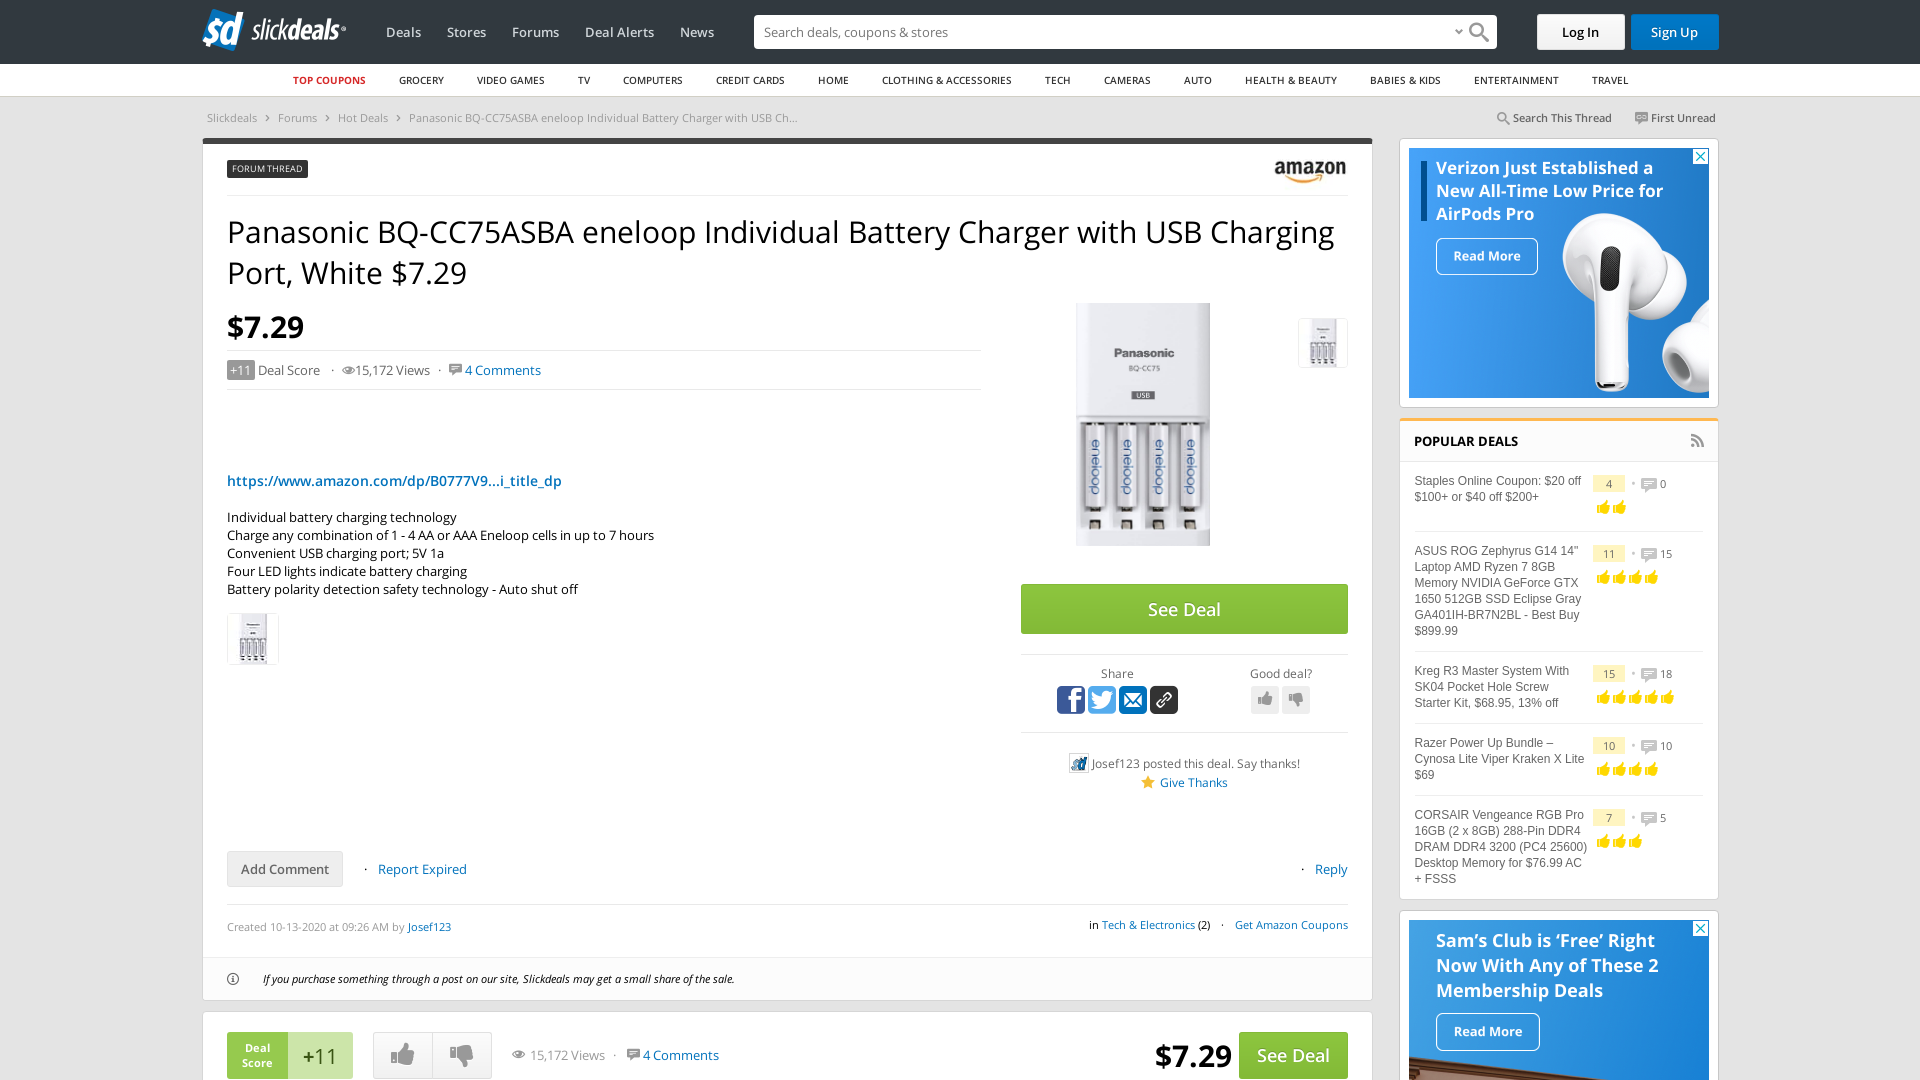 sd slickdeals
Deals
Stores
Forums
Deal Alerts
News
Search deals, coupons & stores
Log In
Sign Up
TOP COUPONS
GROCERY
VIDEO GAMES
TV
COMPUTERS
CREDIT CARDS
HOME
CLOTHING & ACCESSORIES
TECH
CAMERAS
AUTO
HEALTH & BEAUTY
BABIES & KIDS
ENTERTAINMENT
TRAVEL
Slickdeals › Forums › Hot Deals › Panasonic BQ-CC75ASBA eneloop Individual Battery Charger with USB Ch...
Search This Thread
First Unread
FORUM THREAD
amazon
Panasonic BQ-CC75ASBA eneloop Individual Battery Charger with USB Charging
Port, White $7.29
$7.29
+11 Deal Score · 15,172 Views · 4 Comments
https://www.amazon.com/dp/B0777V9...i_title_dp
Individual battery charging technology
Charge any combination of 1 - 4 AA or AAA Eneloop cells in up to 7 hours
Convenient USB charging port; 5V 1a
Four LED lights indicate battery charging
Battery polarity detection safety technology - Auto shut off
Panasonic
BQ-CC75
USB
eneloop
eneloop
eneloop
eneloop
See Deal
Share
Good deal?
Josef123 posted this deal. Say thanks!
Give Thanks
Add Comment
· Report Expired
· Reply
Created 10-13-2020 at 09:26 AM by Josef123
in Tech & Electronics (2) · Get Amazon Coupons
If you purchase something through a post on our site, Slickdeals may get a small share of the sale.
Deal
Score
+11
15,172 Views · 4 Comments
$7.29
See Deal
Verizon Just Established a
New All-Time Low Price for
AirPods Pro
Read More
POPULAR DEALS
Staples Online Coupon: $20 off
$100+ or $40 off $200+
4 • 0
ASUS ROG Zephyrus G14 14"
Laptop AMD Ryzen 7 8GB
Memory NVIDIA GeForce GTX
1650 512GB SSD Eclipse Gray
GA401IH-BR7N2BL - Best Buy
$899.99
11 • 15
Kreg R3 Master System With
SK04 Pocket Hole Screw
Starter Kit, $68.95, 13% off
15 • 18
Razer Power Up Bundle –
Cynosa Lite Viper Kraken X Lite
$69
10 • 10
CORSAIR Vengeance RGB Pro
16GB (2 x 8GB) 288-Pin DDR4
DRAM DDR4 3200 (PC4 25600)
Desktop Memory for $76.99 AC
+ FSSS
7 • 5
Sam's Club is 'Free' Right
Now With Any of These 2
Membership Deals
Read More